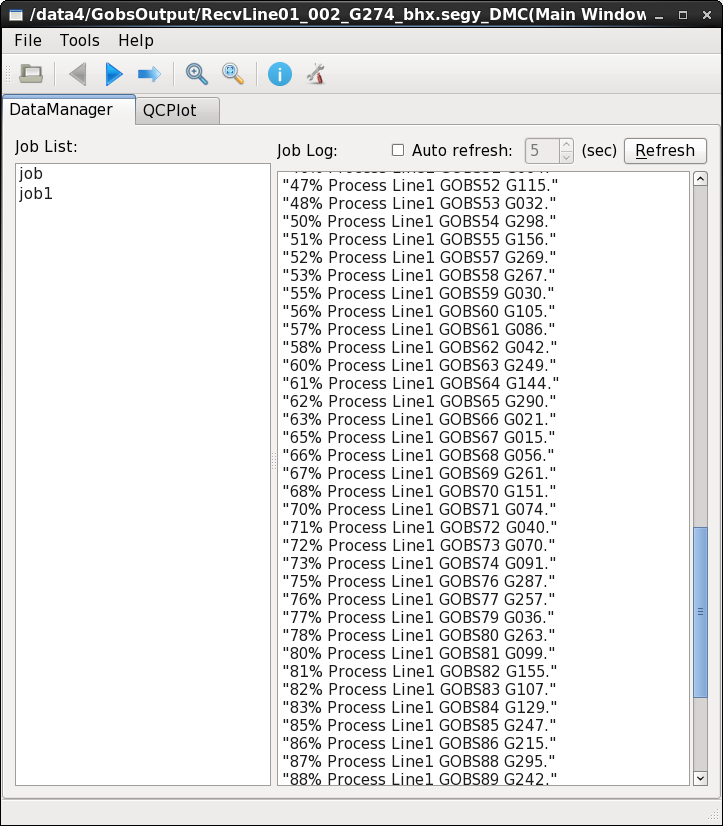 /data4/GobsOutput/RecvLine01_002_G274_bhx.segy_DMC(Main Window
File Tools Help
DataManager QCPlot
Job List:
job
job1
Job Log: Auto refresh: 5 (sec) Refresh
"47% Process Line1 GOBS52 G115."
"48% Process Line1 GOBS53 G032."
"50% Process Line1 GOBS54 G298."
"51% Process Line1 GOBS55 G156."
"52% Process Line1 GOBS57 G269."
"53% Process Line1 GOBS58 G267."
"55% Process Line1 GOBS59 G030."
"56% Process Line1 GOBS60 G105."
"57% Process Line1 GOBS61 G086."
"58% Process Line1 GOBS62 G042."
"60% Process Line1 GOBS63 G249."
"61% Process Line1 GOBS64 G144."
"62% Process Line1 GOBS65 G290."
"63% Process Line1 GOBS66 G021."
"65% Process Line1 GOBS67 G015."
"66% Process Line1 GOBS68 G056."
"67% Process Line1 GOBS69 G261."
"68% Process Line1 GOBS70 G151."
"70% Process Line1 GOBS71 G074."
"71% Process Line1 GOBS72 G040."
"72% Process Line1 GOBS73 G070."
"73% Process Line1 GOBS74 G091."
"75% Process Line1 GOBS76 G287."
"76% Process Line1 GOBS77 G257."
"77% Process Line1 GOBS79 G036."
"78% Process Line1 GOBS80 G263."
"80% Process Line1 GOBS81 G099."
"81% Process Line1 GOBS82 G155."
"82% Process Line1 GOBS83 G107."
"83% Process Line1 GOBS84 G129."
"85% Process Line1 GOBS85 G247."
"86% Process Line1 GOBS86 G215."
"87% Process Line1 GOBS88 G295."
"88% Process Line1 GOBS89 G242."